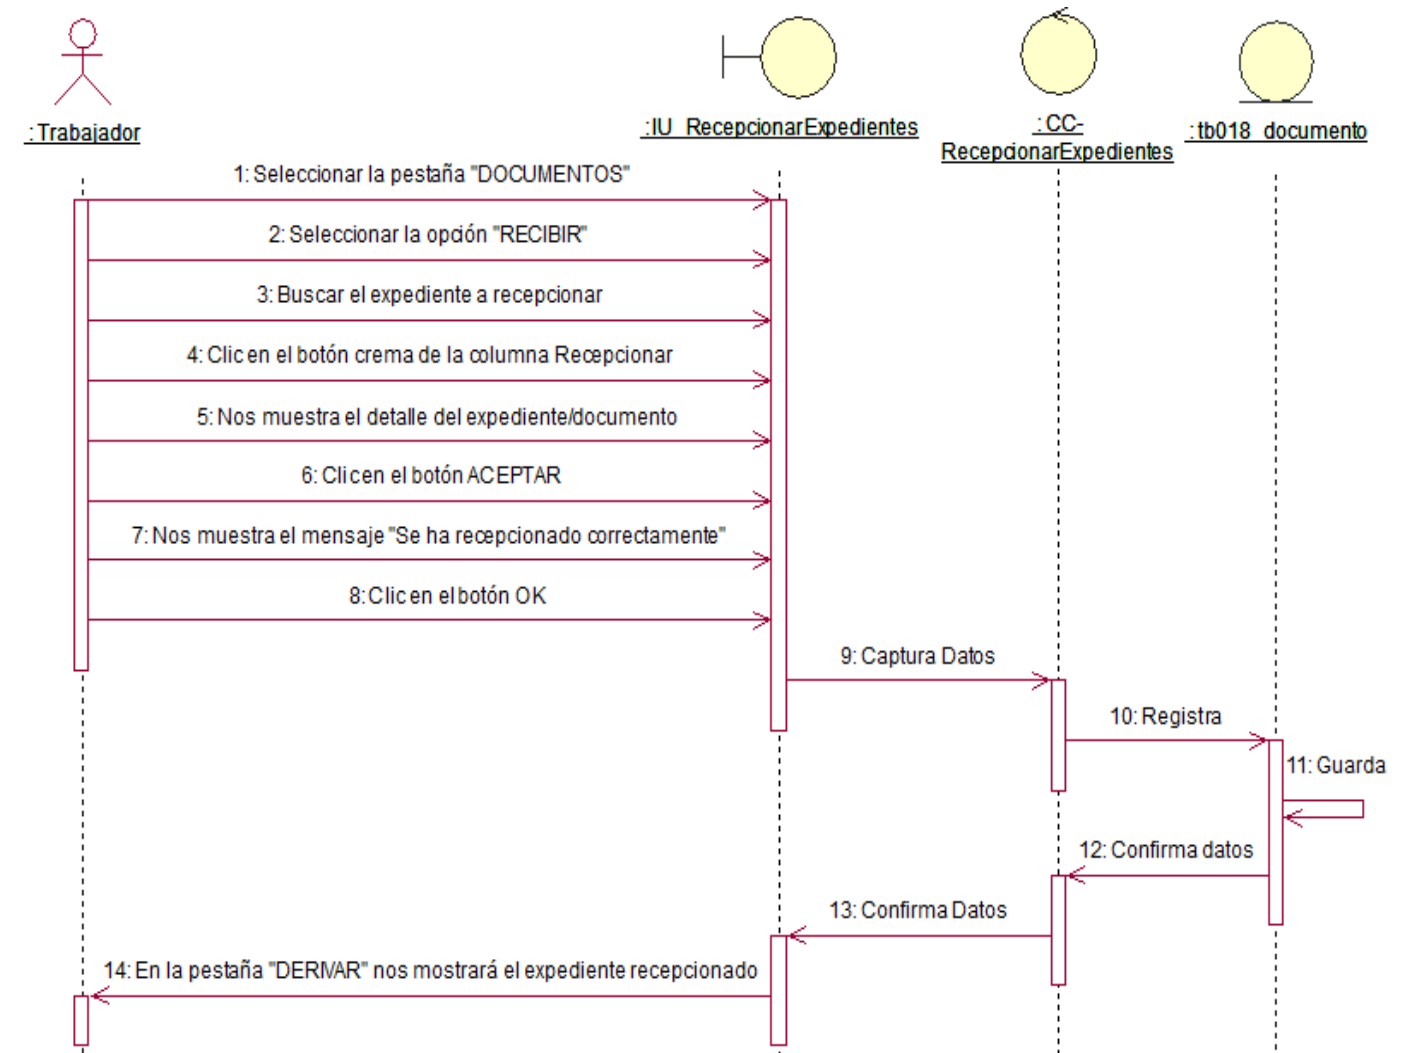 :Trabajador
:IU_RecepcionarExpedientes
:CC-
RecepcionarExpedientes
:tb018_documento
1: Seleccionar la pestaña "DOCUMENTOS"
2: Seleccionar la opción "RECIBIR"
3: Buscar el expediente a recepcionar
4: Clic en el botón crema de la columna Recepcionar
5: Nos muestra el detalle del expediente/documento
6: Clic en el botón ACEPTAR
7: Nos muestra el mensaje "Se ha recepcionado correctamente"
8: Clic en el botón OK
9: Captura Datos
10: Registra
11: Guarda
12: Confirma datos
13: Confirma Datos
14: En la pestaña "DERIVAR" nos mostrará el expediente recepcionado